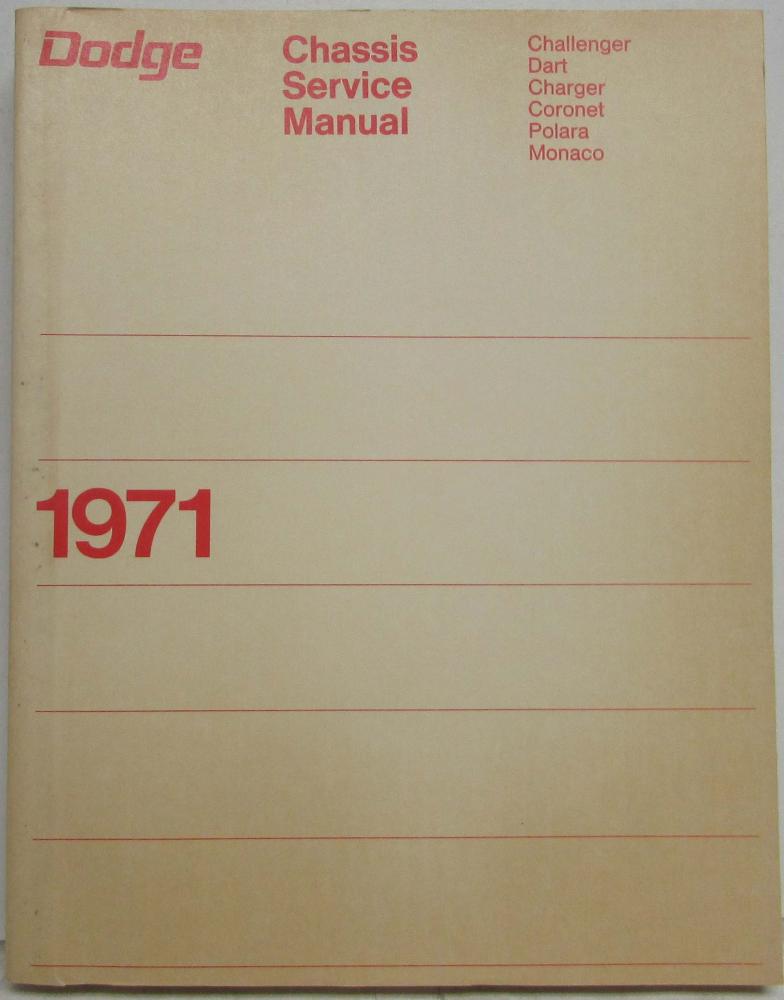 Dodge
Chassis
Service
Manual
Challenger
Dart
Charger
Coronet
Polara
Monaco
1971